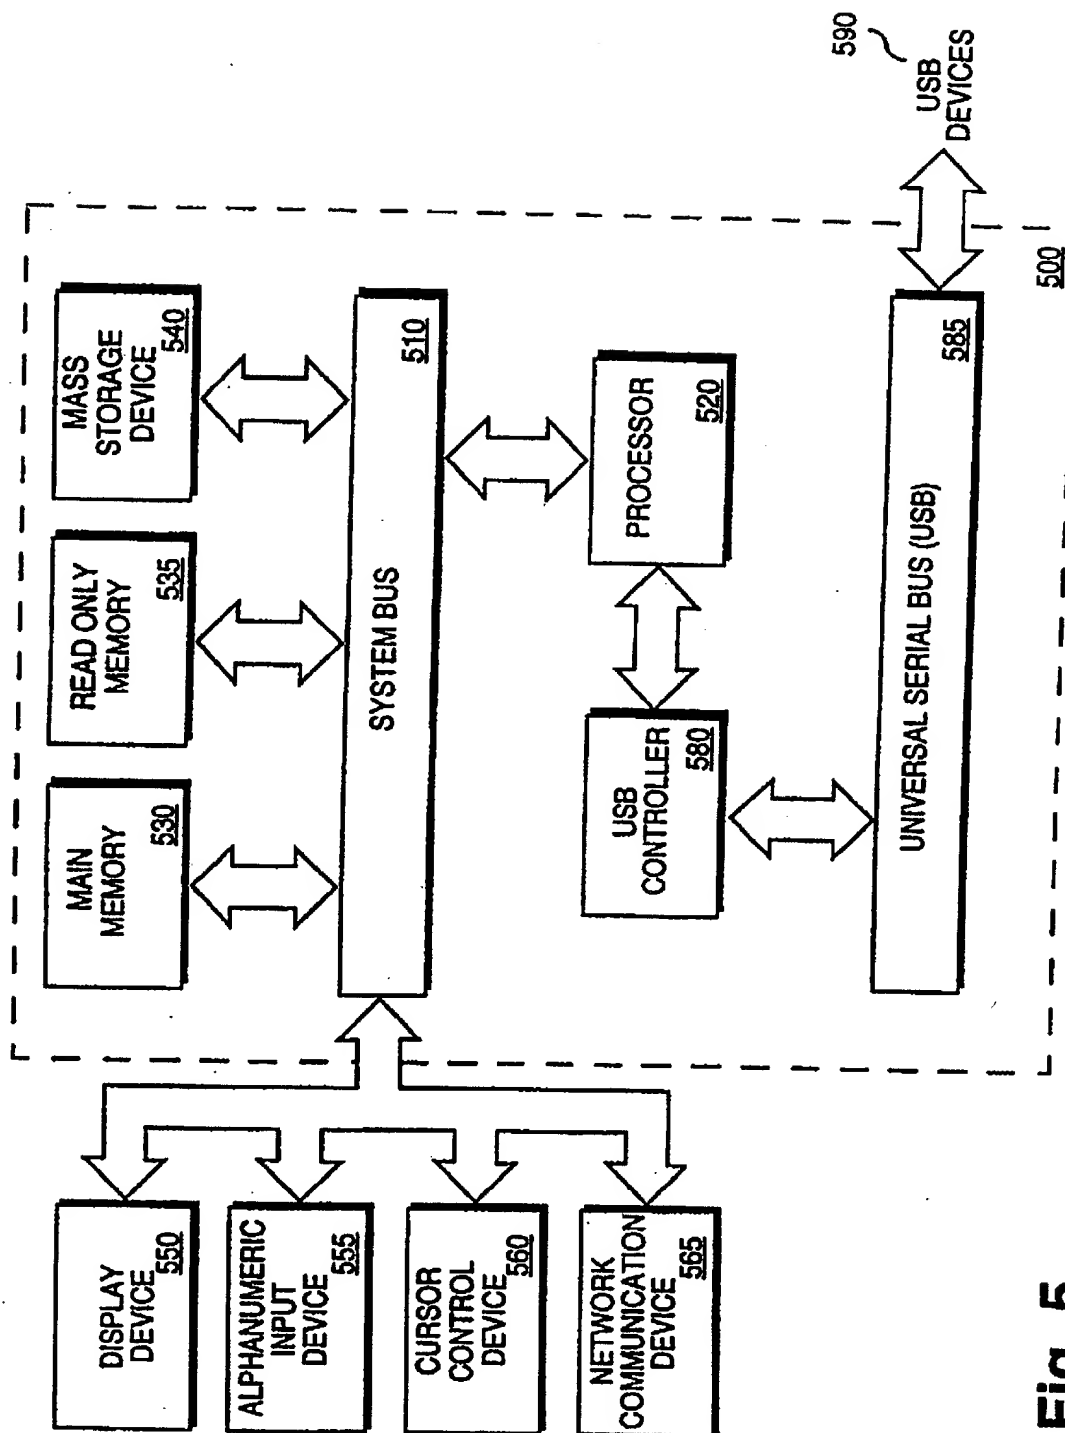 DISPLAY
DEVICE
550
ALPHANUMERIC
INPUT
DEVICE
555
CURSOR
CONTROL
DEVICE
560
NETWORK
COMMUNICATION
DEVICE
565
MAIN
MEMORY
530
READ ONLY
MEMORY
535
MASS
STORAGE
DEVICE
540
SYSTEM BUS
510
USB
CONTROLLER
580
PROCESSOR
520
UNIVERSAL SERIAL BUS (USB)
585
590
USB
DEVICES
500
Fig. 5